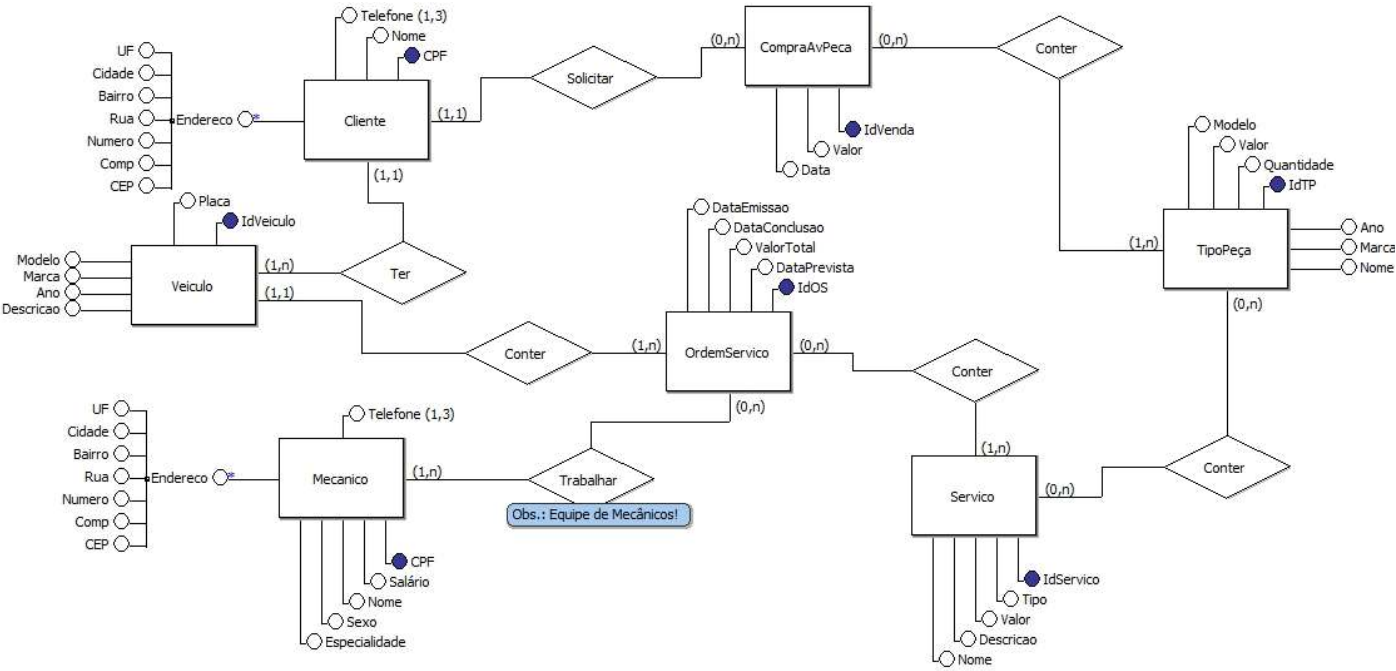 Telefone (1,3)
Nome
CPF
UF
Cidade
Bairro
Rua
Numero
Comp
CEP
Endereco *
Cliente
(1,1)
(1,1)
Solicitar
(0,n)
CompraAvPeca
(0,n)
IdVenda
Valor
Data
Conter
Modelo
Valor
Quantidade
IdTP
(1,n)
TipoPeça
Ano
Marca
Nome
(0,n)
Placa
IdVeiculo
Modelo
Marca
Ano
Descricao
Veiculo
(1,n)
(1,1)
Ter
Conter
DataEmissao
DataConclusao
ValorTotal
DataPrevista
IdOS
(1,n)
OrdemServico
(0,n)
(0,n)
Conter
UF
Cidade
Bairro
Rua
Numero
Comp
CEP
Endereco *
Telefone (1,3)
Mecanico
(1,n)
Trabalhar
Obs.: Equipe de Mecânicos!
CPF
Salário
Nome
Sexo
Especialidade
(1,n)
Servico
(0,n)
Conter
IdServico
Tipo
Valor
Descricao
Nome